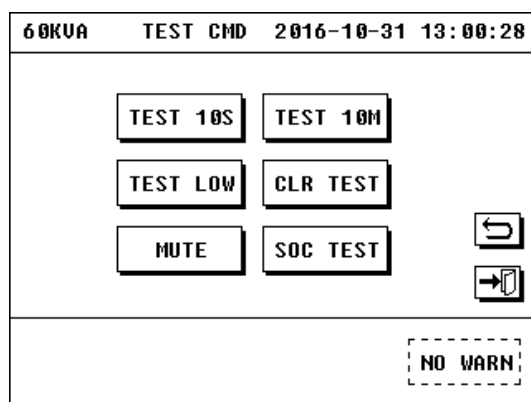 60KVA TEST CMD 2016-10-31 13:00:28
TEST 10S TEST 10M
TEST LOW CLR TEST
MUTE SOC TEST
NO WARN